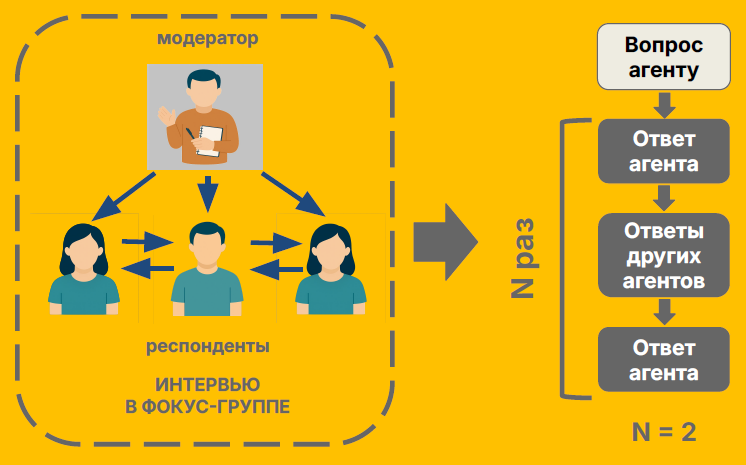 модератор
респонденты
ИНТЕРВЬЮ
В ФОКУС-ГРУППЕ
N раз
Вопрос
агенту
Ответ
агента
Ответы
других
агентов
Ответ
агента
N = 2